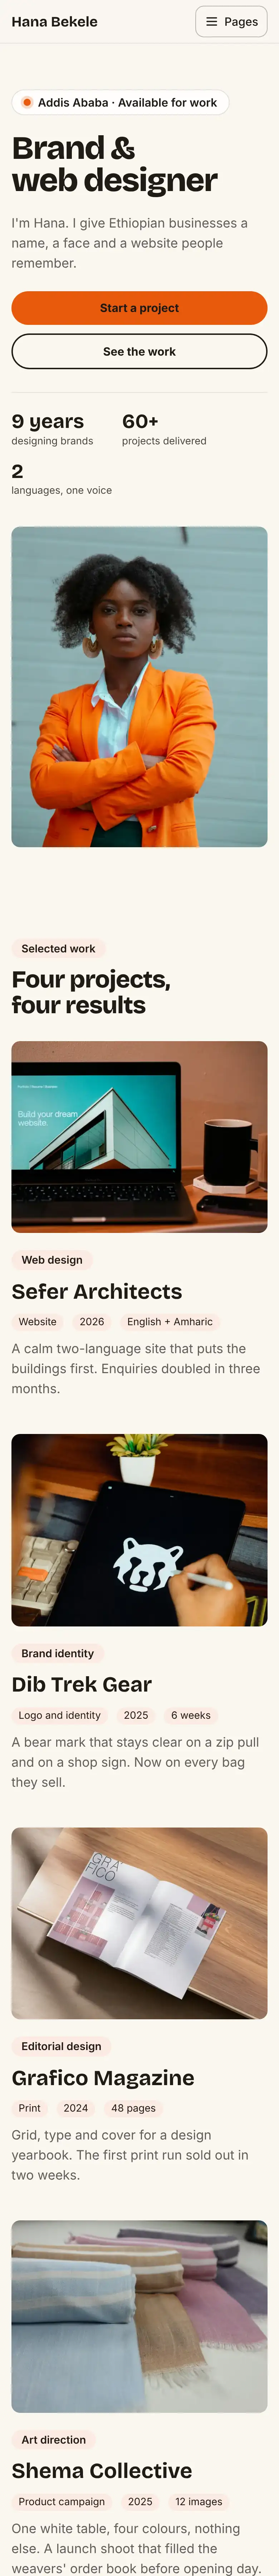 Hana Bekele
Pages
Addis Ababa · Available for work
Brand &
web designer
I'm Hana. I give Ethiopian businesses a
name, a face and a website people
remember.
Start a project
See the work
9 years
designing brands
60+
projects delivered
2
languages, one voice
Selected work
Four projects,
four results
Build your dream
website.
Web design
Sefer Architects
Website
2026
English + Amharic
A calm two-language site that puts the
buildings first. Enquiries doubled in three
months.
Brand identity
Dib Trek Gear
Logo and identity
2025
6 weeks
A bear mark that stays clear on a zip pull
and on a shop sign. Now on every bag
they sell.
GRA
FICO
Editorial design
Grafico Magazine
Print
2024
48 pages
Grid, type and cover for a design
yearbook. The first print run sold out in
two weeks.
Art direction
Shema Collective
Product campaign
2025
12 images
One white table, four colours, nothing
else. A launch shoot that filled the
weavers' order book before opening day.